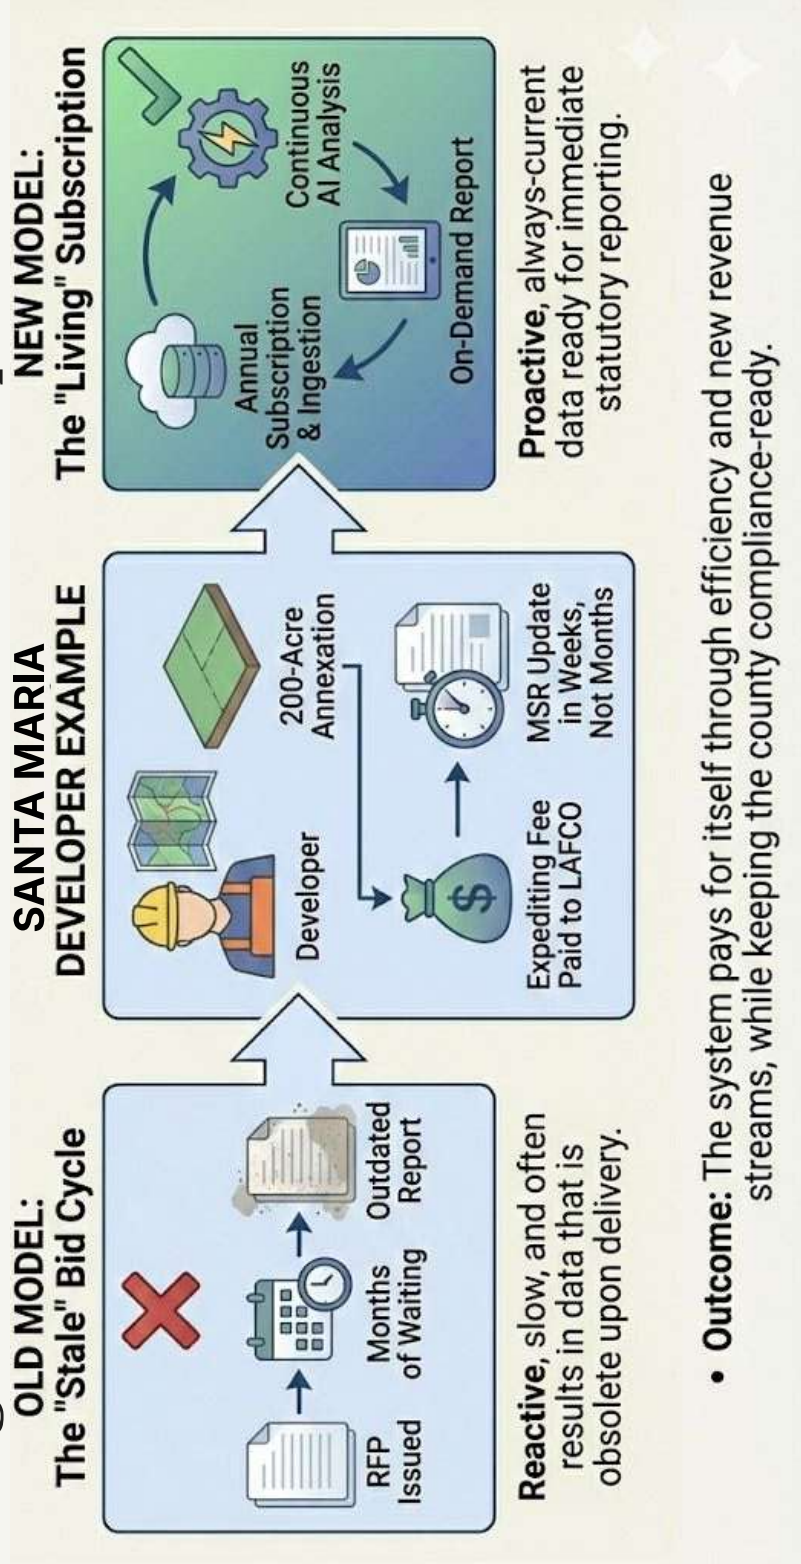 OLD MODEL:
The "Stale" Bid Cycle
RFP
Issued
Months
of Waiting
Outdated
Report
Reactive, slow, and often
results in data that is
obsolete upon delivery.
SANTA MARIA
DEVELOPER EXAMPLE
Developer
200-Acre
Annexation
$
Expediting Fee
Paid to LAFCO
MSR Update
in Weeks,
Not Months
NEW MODEL:
The "Living" Subscription
Annual
Subscription
& Ingestion
Continuous
AI Analysis
On-Demand Report
Proactive, always-current
data ready for immediate
statutory reporting.
• Outcome: The system pays for itself through efficiency and new revenue
streams, while keeping the county compliance-ready.